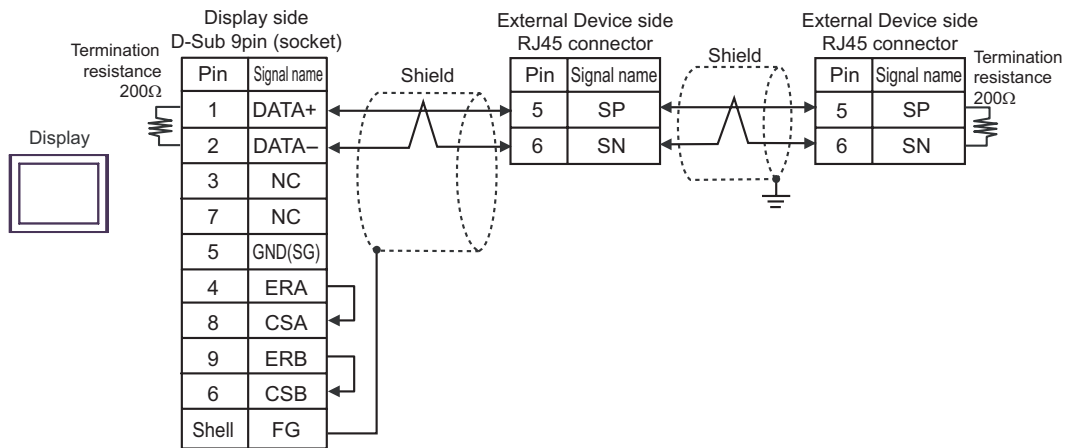 Display side
D-Sub 9pin (socket)
External Device side
RJ45 connector
External Device side
RJ45 connector
Termination
resistance
200Ω
Shield
Shield
Termination
resistance
200Ω
Display
Pin Signal name
1 DATA+
2 DATA–
3 NC
7 NC
5 GND(SG)
4 ERA
8 CSA
9 ERB
6 CSB
Shell FG
Pin Signal name
5 SP
6 SN
Pin Signal name
5 SP
6 SN